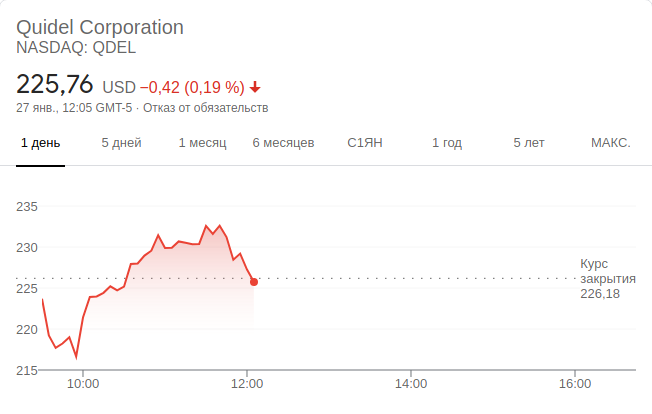 Quidel Corporation
NASDAQ: QDEL
225,76 USD −0,42 (0,19 %)
27 янв., 12:05 GMT-5 · Отказ от обязательств
1 день 5 дней 1 месяц 6 месяцев С1ЯН 1 год 5 лет МАКС.
235
230
Курс
закрытия
226,18
225
220
215
10:00 12:00 14:00 16:00